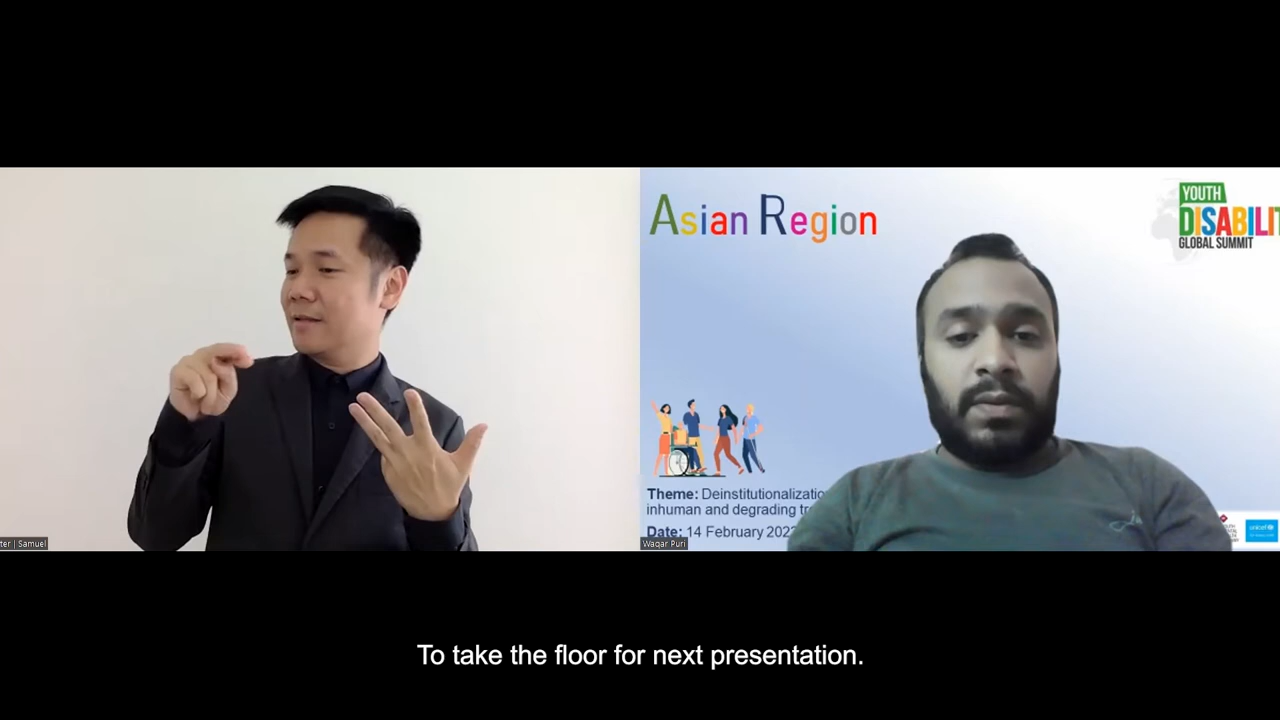 Asian Region
YOUTH
DISABILIT
GLOBAL SUMMIT
Theme: Deinstitutionalizatio
inhuman and degrading tr
Date: 14 February 202
unicef
ter | Samuel
Waqar Puri
To take the floor for next presentation.